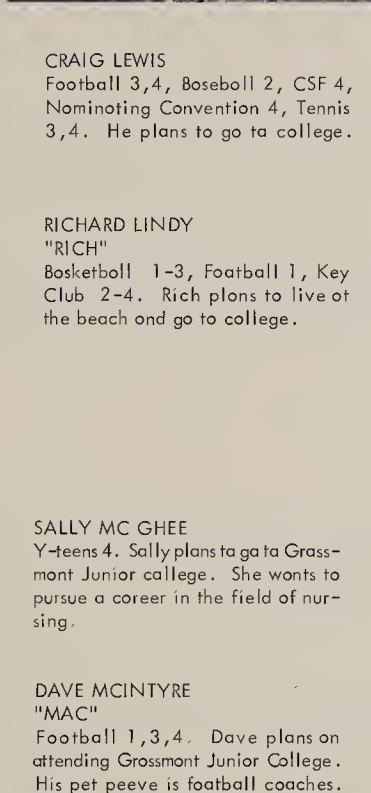 CRAIG LEWIS
Football 3,4, Boseboll 2, CSF 4,
Nominoting Convention 4, Tennis
3,4. He plans to go ta college.
RICHARD LINDY
"RICH"
Bosketboll 1-3, Foatball 1, Key
Club 2-4. Rich plons to live ot
the beach ond go to college.
SALLY MC GHEE
Y-teens 4. Sally plans ta ga ta Grass-
mont Junior callege. She wonts to
pursue a coreer in the field of nur-
sing.
DAVE MCINTYRE
"MAC"
Football 1,3,4. Dave plans on
attending Grossmont Junior College.
His pet peeve is foatball coaches.